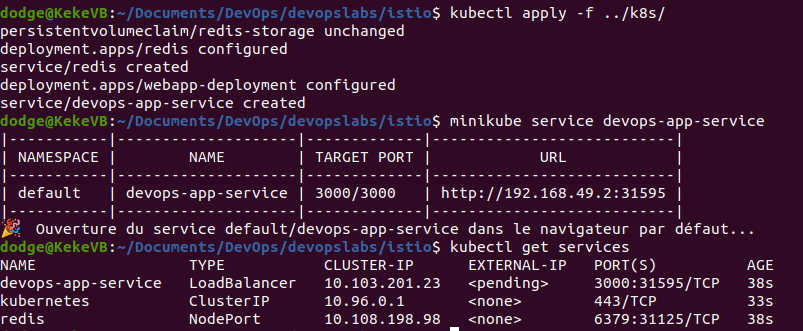 dodge@KekeVB:~/Documents/DevOps/devopslabs/istio$ kubectl apply -f ../k8s/
persistentvolumeclaim/redis-storage unchanged
deployment.apps/redis configured
service/redis created
deployment.apps/webapp-deployment configured
service/devops-app-service created
dodge@KekeVB:~/Documents/DevOps/devopslabs/istio$ minikube service devops-app-service
|-----------|--------------------|-------------|---------------------------|
| NAMESPACE | NAME | TARGET PORT | URL |
|-----------|--------------------|-------------|---------------------------|
| default | devops-app-service | 3000/3000 | http://192.168.49.2:31595 |
|-----------|--------------------|-------------|---------------------------|
🎉 Ouverture du service default/devops-app-service dans le navigateur par défaut...
dodge@KekeVB:~/Documents/DevOps/devopslabs/istio$ kubectl get services
NAME TYPE CLUSTER-IP EXTERNAL-IP PORT(S) AGE
devops-app-service LoadBalancer 10.103.201.23 <pending> 3000:31595/TCP 38s
kubernetes ClusterIP 10.96.0.1 <none> 443/TCP 33s
redis NodePort 10.108.198.98 <none> 6379:31125/TCP 38s